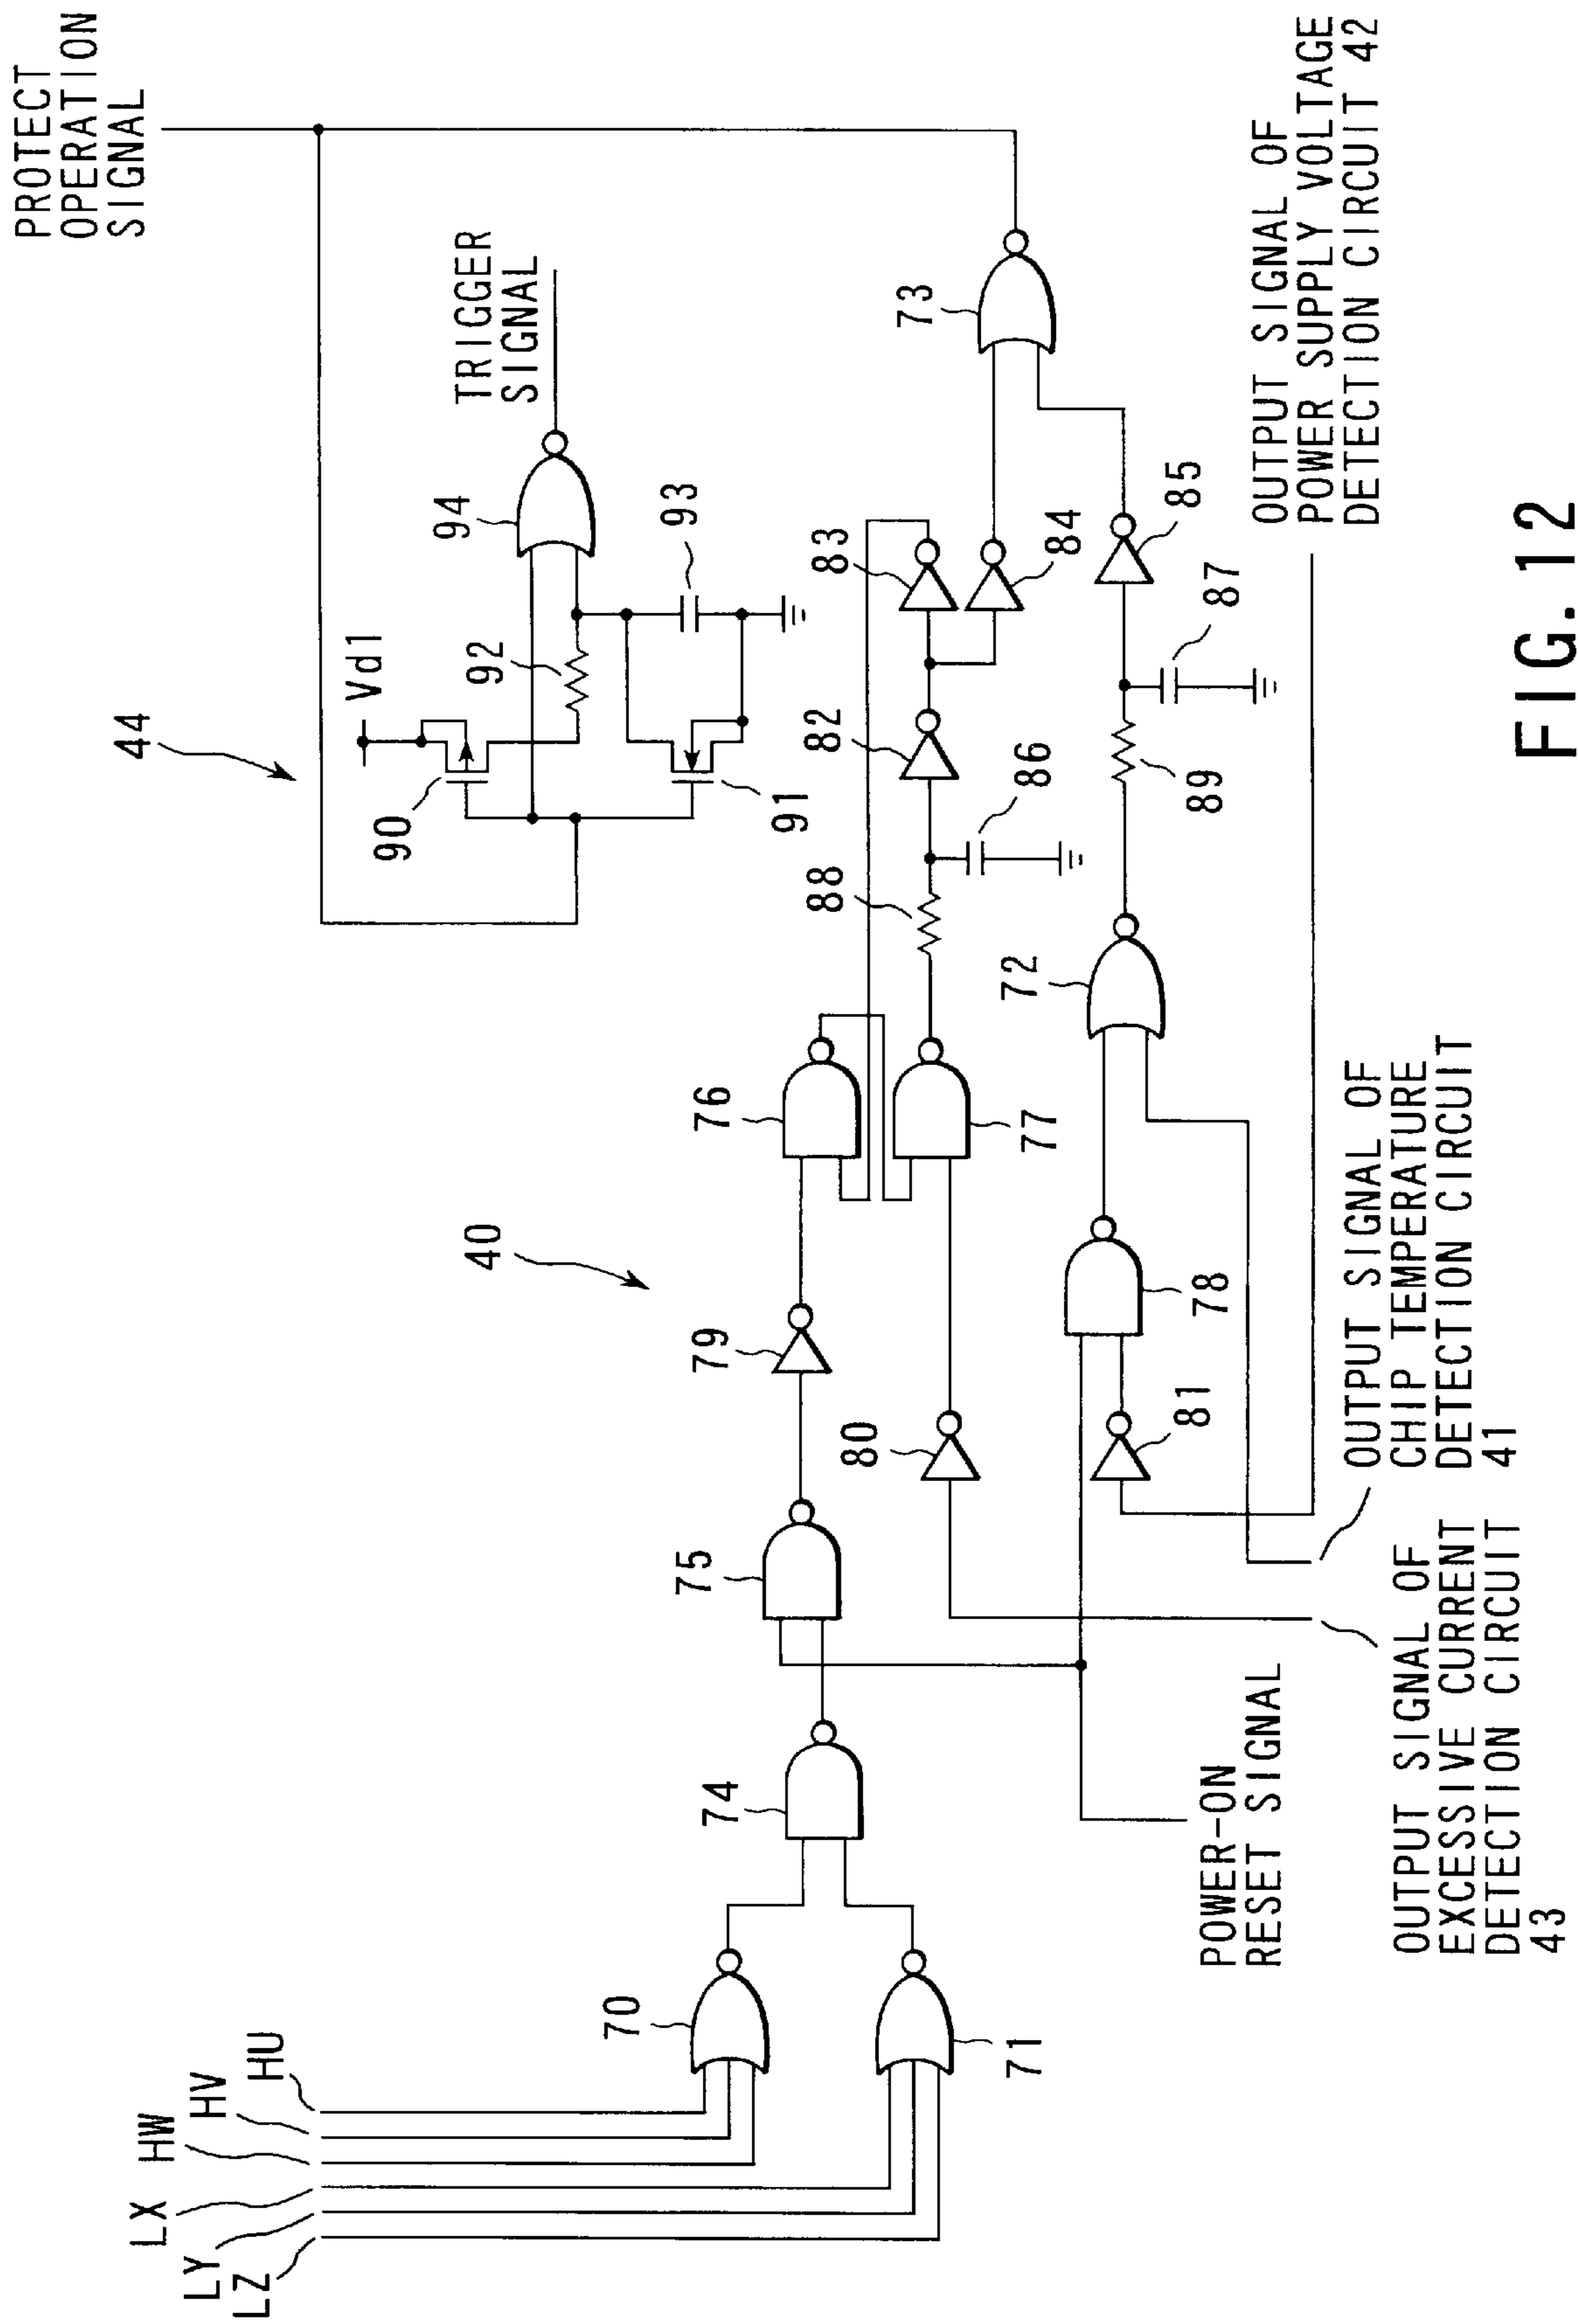 PROTECT
OPERATION
SIGNAL
44
Vd1
TRIGGER
SIGNAL
90
92
94
93
91
40
76
88
82
83
73
79
84
75
77
86
72
85
80
78
89
87
74
81
70
71
HU
HV
HW
LX
LY
LZ
POWER-ON
RESET SIGNAL
OUTPUT SIGNAL OF
EXCESSIVE CURRENT
DETECTION CIRCUIT
43
OUTPUT SIGNAL OF
CHIP TEMPERATURE
DETECTION CIRCUIT
41
OUTPUT SIGNAL OF
POWER SUPPLY VOLTAGE
DETECTION CIRCUIT 42
FIG.12